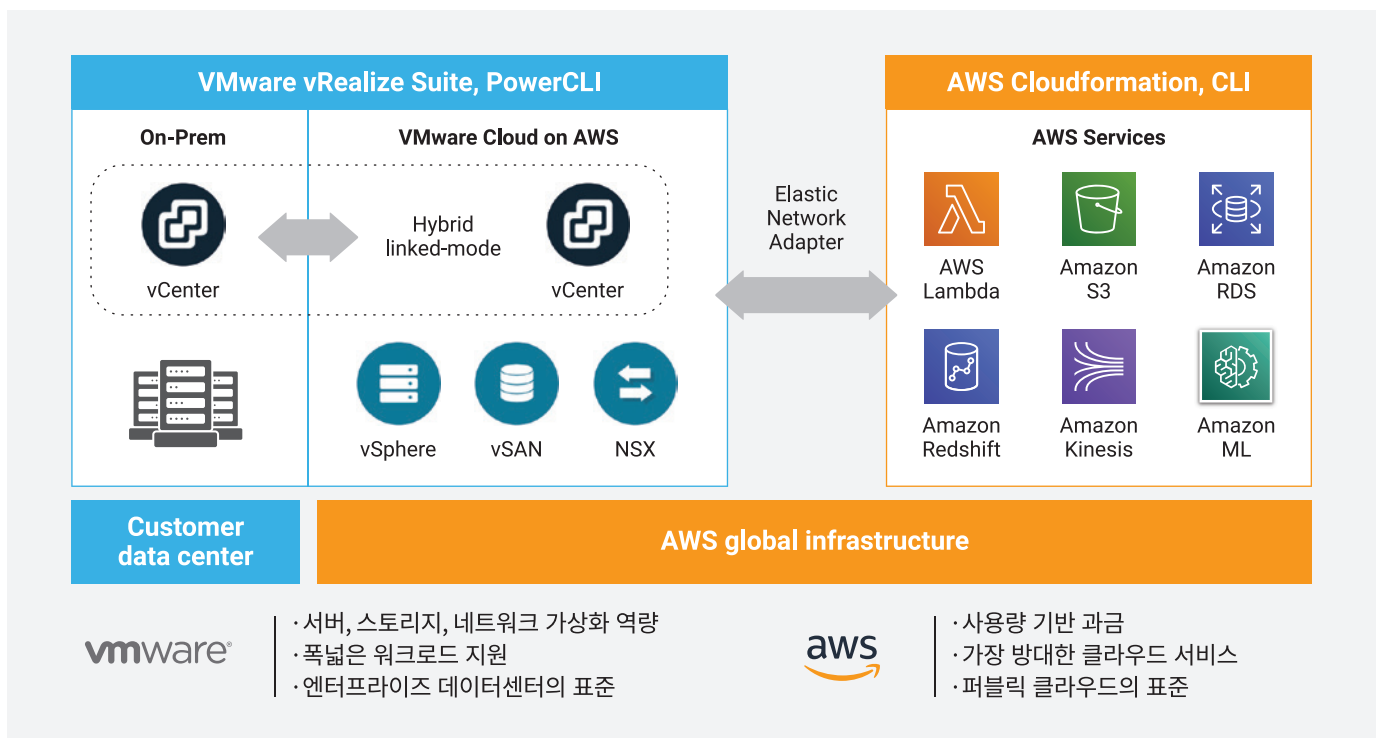 VMware vRealize Suite, PowerCLI
On-Prem
VMware Cloud on AWS
vCenter
Hybrid
linked-mode
vCenter
vSphere
vSAN
NSX
Elastic
Network
Adapter
AWS Cloudformation, CLI
AWS Services
AWS
Lambda
Amazon
S3
Amazon
RDS
Amazon
Redshift
Amazon
Kinesis
Amazon
ML
Customer
data center
AWS global infrastructure
vmware®
·서버, 스토리지, 네트워크 가상화 역량
·폭넓은 워크로드 지원
·엔터프라이즈 데이터센터의 표준
aws
·사용량 기반 과금
·가장 방대한 클라우드 서비스
·퍼블릭 클라우드의 표준